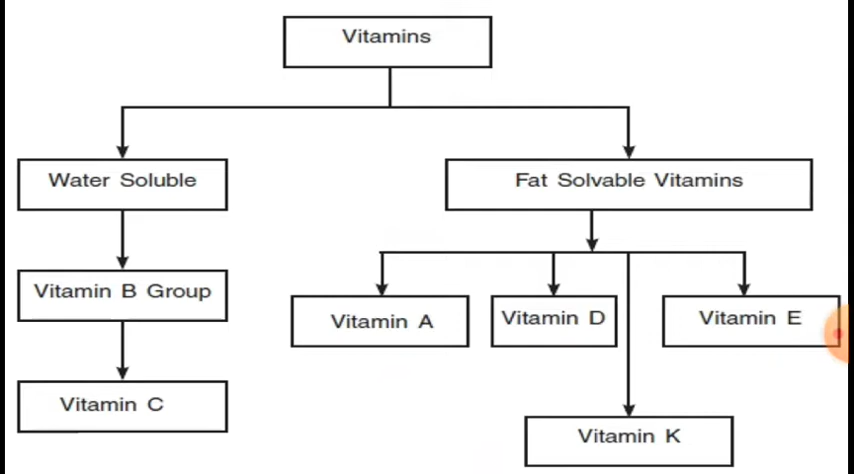 Vitamins
Water Soluble
Fat Solvable Vitamins
Vitamin B Group
Vitamin A
Vitamin D
Vitamin E
Vitamin C
Vitamin K